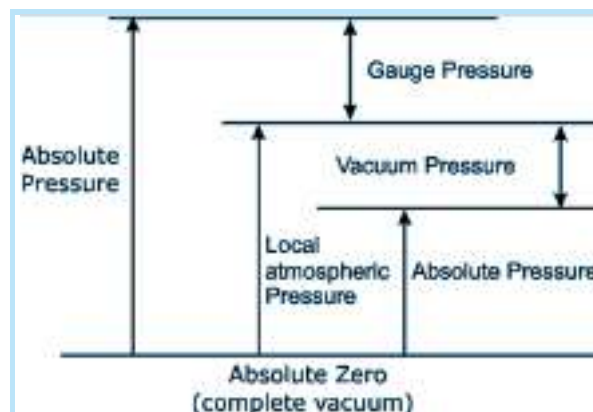 Gauge Pressure
Absolute
Pressure
Vacuum Pressure
Local
atmospheric
Pressure
Absolute Pressure
Absolute Zero
(complete vacuum)